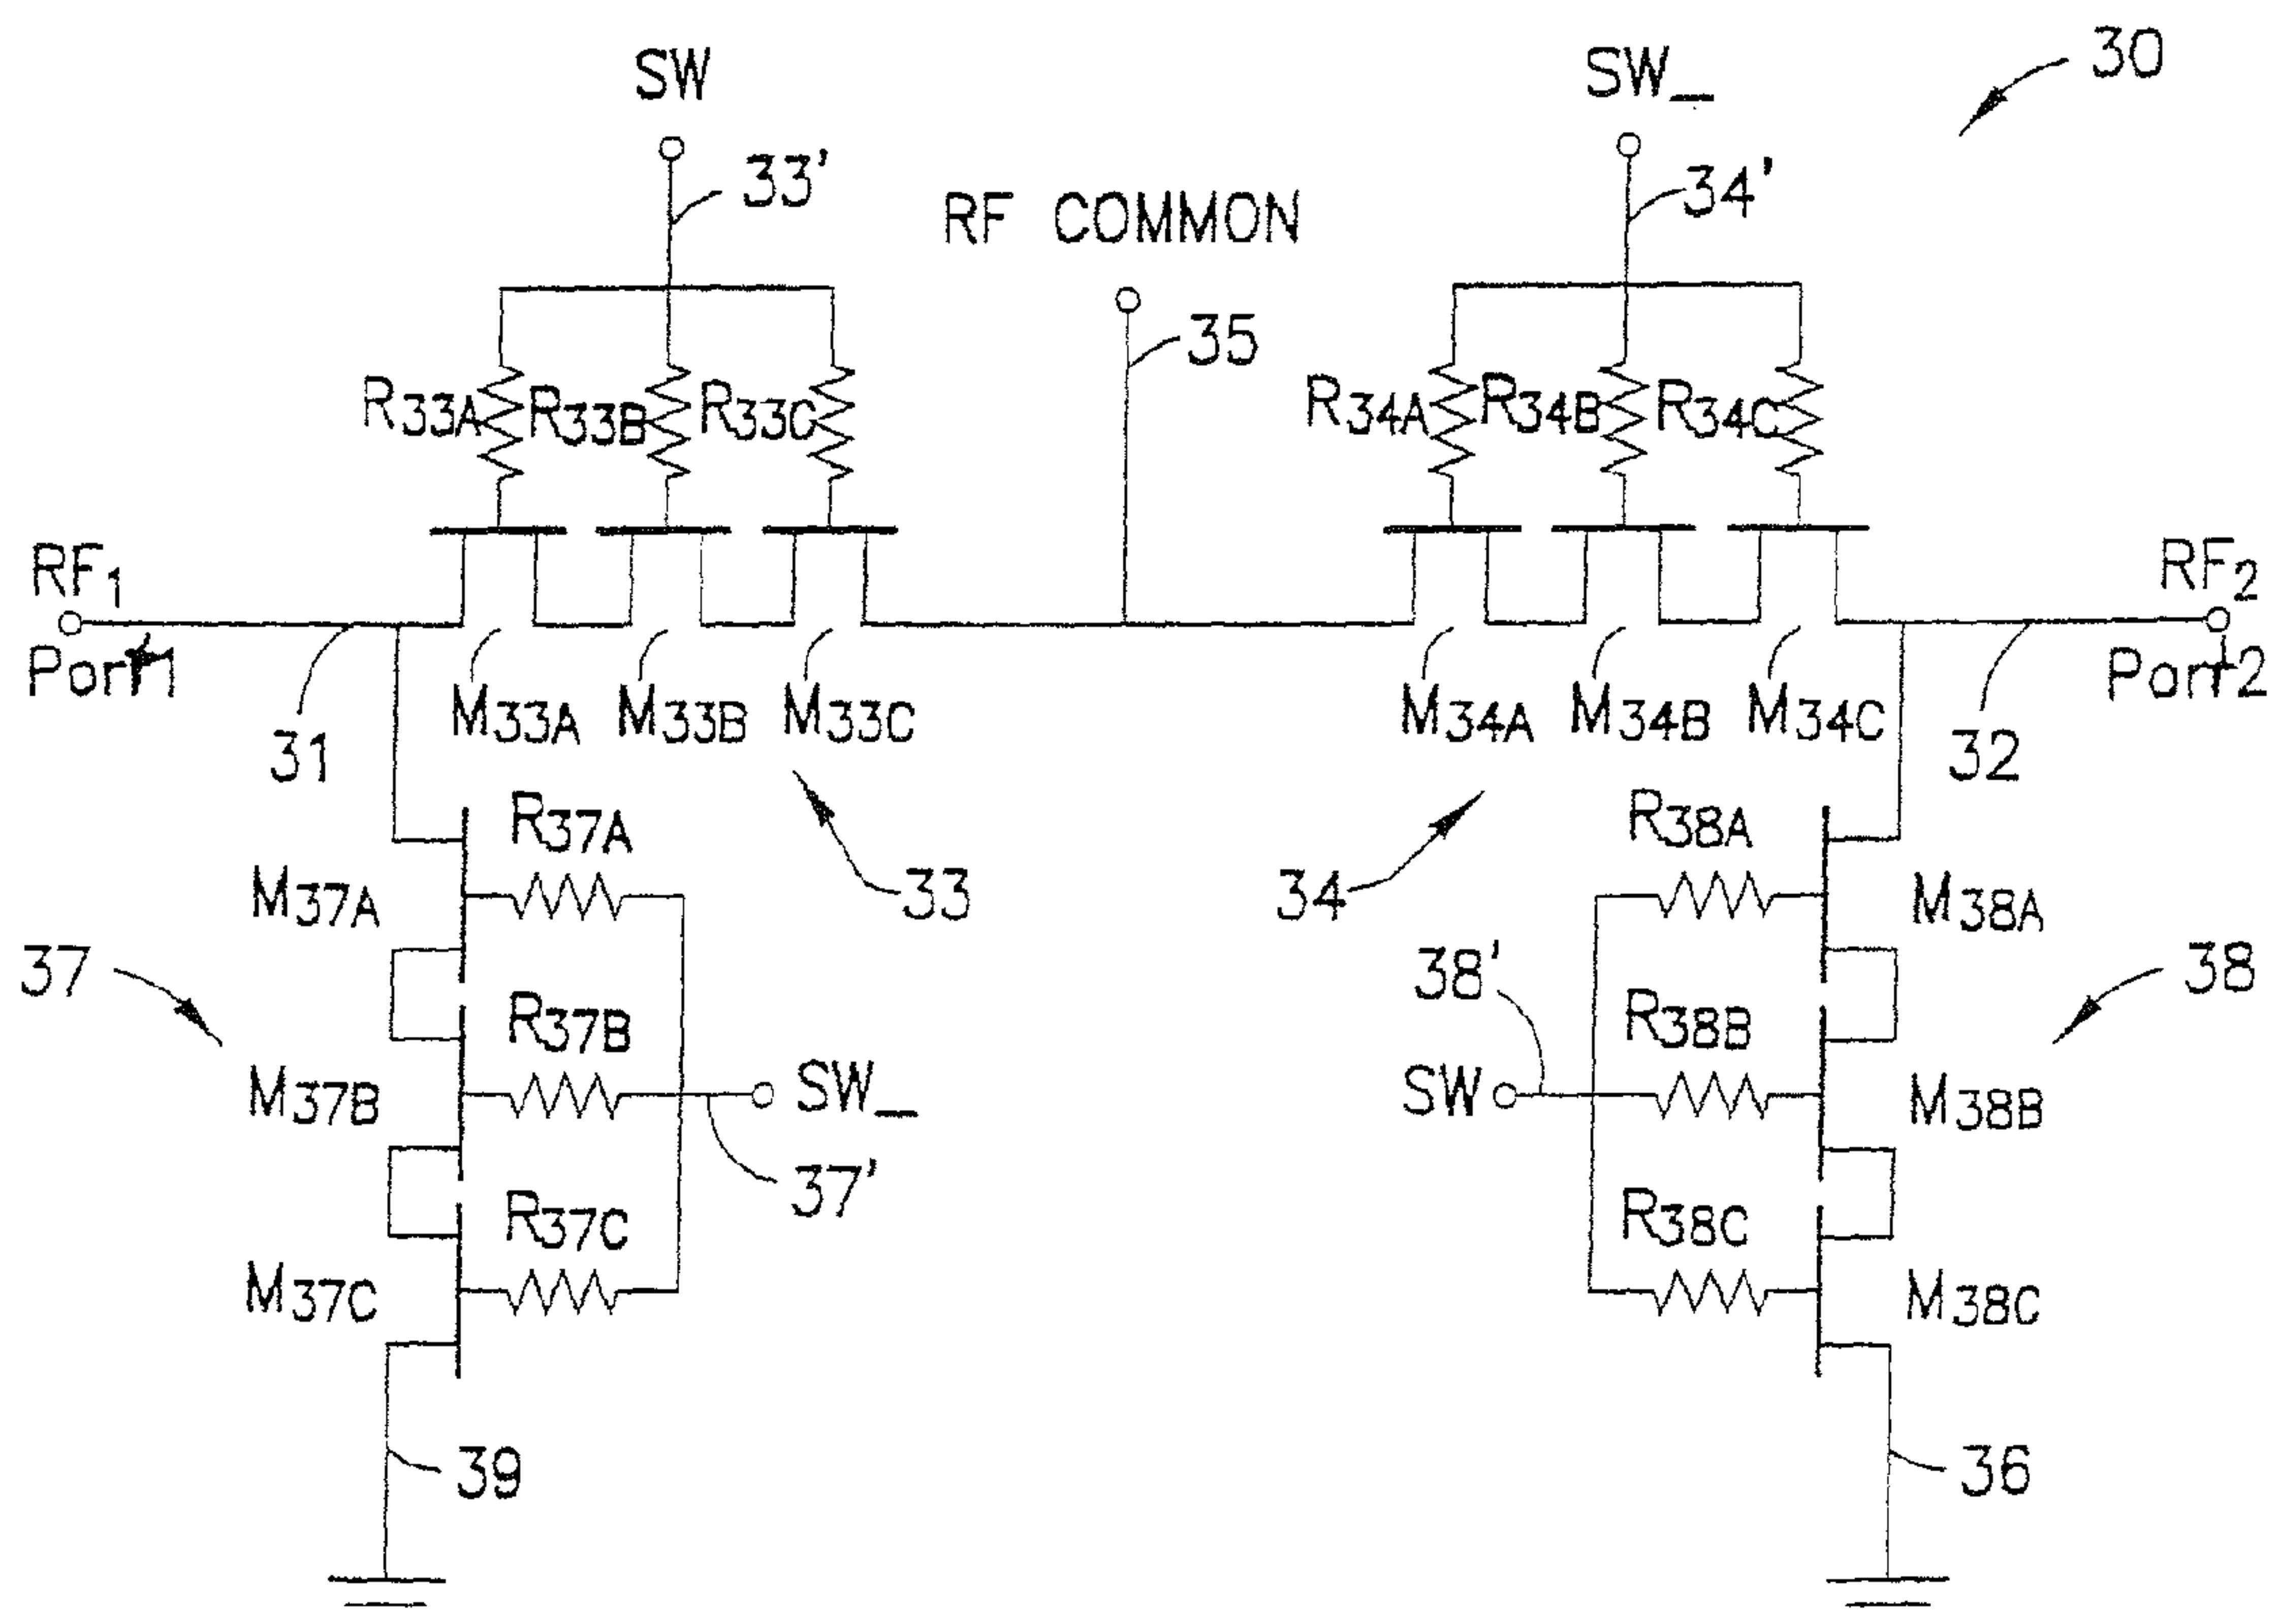 30
SW
SW_
33'
34'
RF COMMON
35
R33A
R33B
R33C
R34A
R34B
R34C
RF1
RF2
Port1
Port2
M33A
M33B
M33C
M34A
M34B
M34C
31
32
R37A
R38A
33
34
M37A
M38A
37
38'
38
R37B
R38B
SW_
SW
M37B
M38B
37'
R37C
R38C
M37C
M38C
39
36